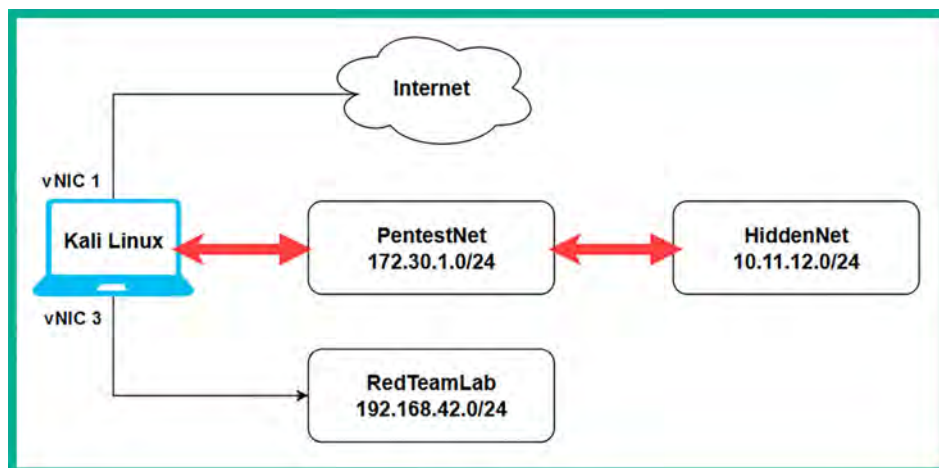 Internet
vNIC 1
Kali Linux
PentestNet
172.30.1.0/24
HiddenNet
10.11.12.0/24
vNIC 3
RedTeamLab
192.168.42.0/24